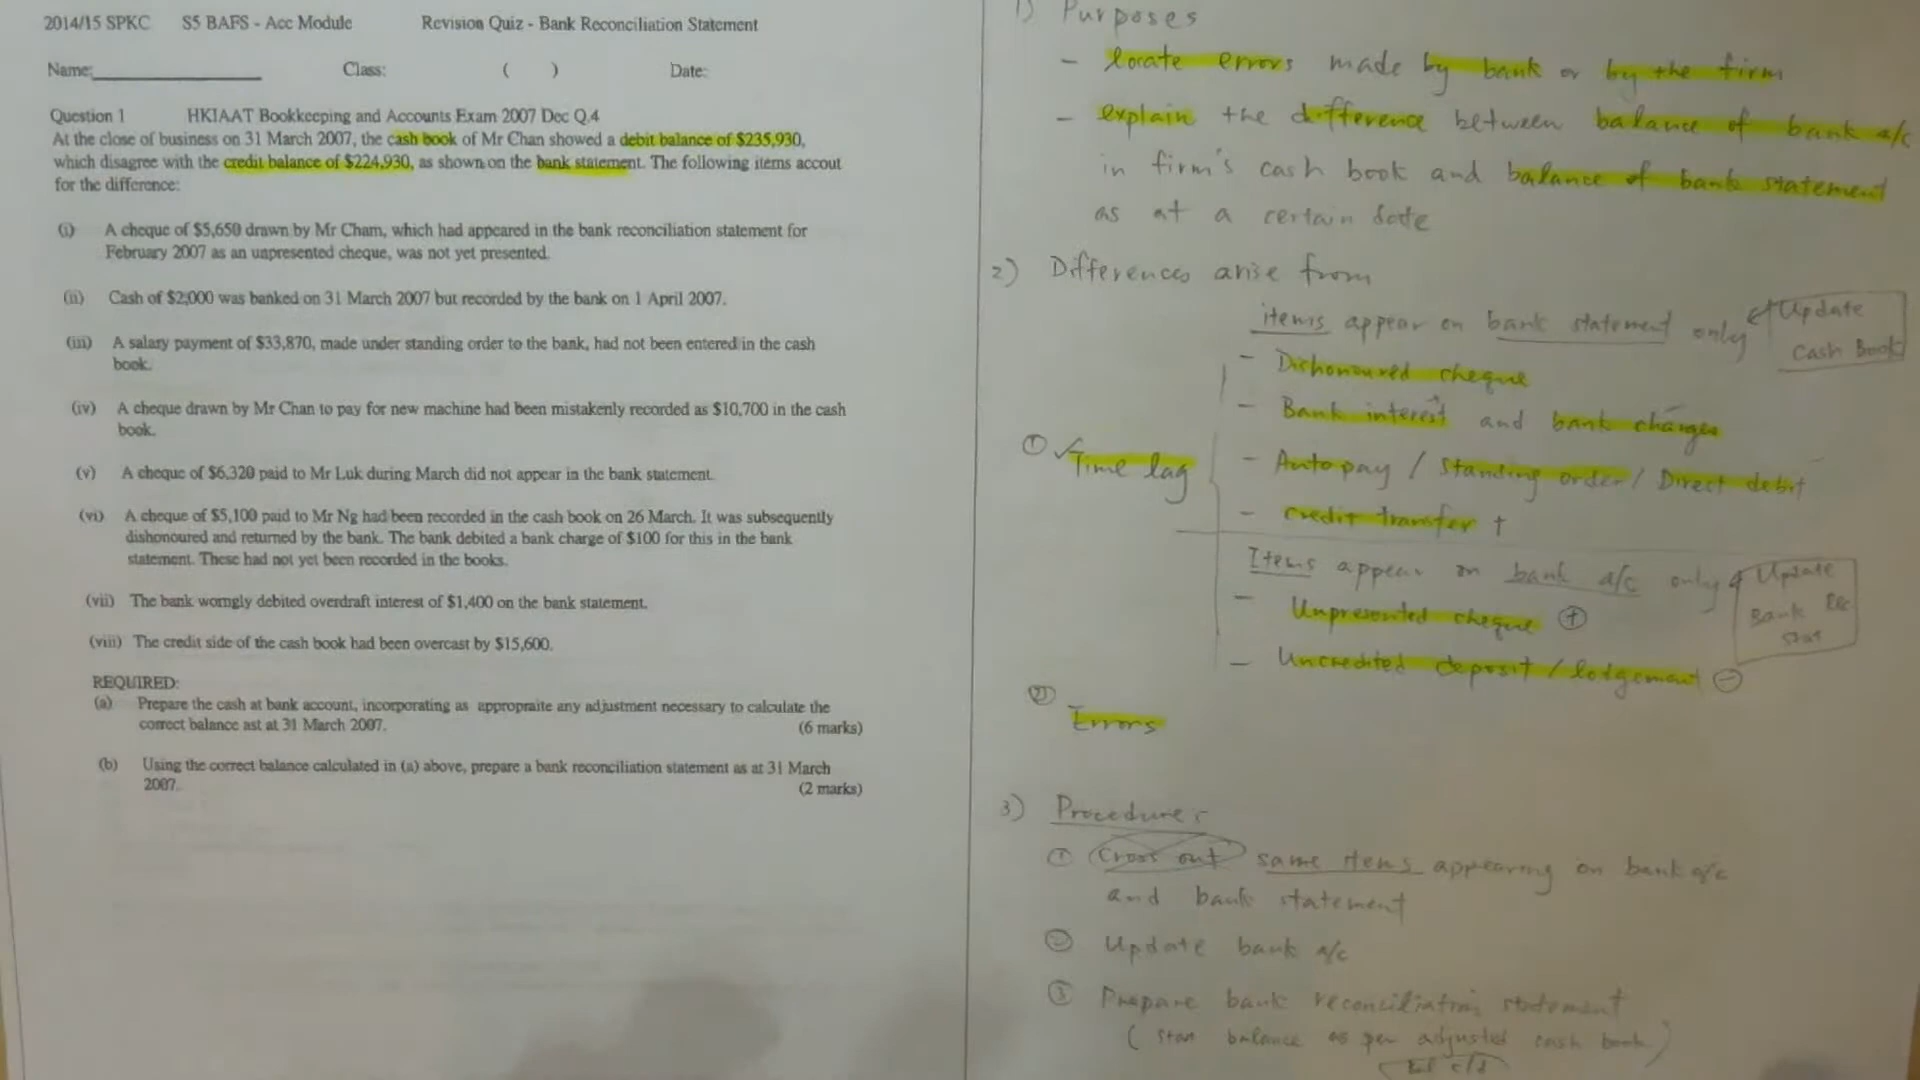 2014/15 SPKC S5 BAFS - Acc Module Revision Quiz - Bank Reconciliation Statement
Name: Class: ( ) Date:
Question 1 HKIAAT Bookkeeping and Accounts Exam 2007 Dec Q.4
At the close of business on 31 March 2007, the cash book of Mr Chan showed a debit balance of $235,930,
which disagree with the credit balance of $224,930, as shown on the bank statement. The following items accout
for the difference:
(i) A cheque of $5,650 drawn by Mr Cham, which had appeared in the bank reconciliation statement for
February 2007 as an unpresented cheque, was not yet presented.
(ii) Cash of $2,000 was banked on 31 March 2007 but recorded by the bank on 1 April 2007.
(iii) A salary payment of $33,870, made under standing order to the bank, had not been entered in the cash
book.
(iv) A cheque drawn by Mr Chan to pay for new machine had been mistakenly recorded as $10,700 in the cash
book.
(v) A cheque of $6,320 paid to Mr Luk during March did not appear in the bank statement.
(vi) A cheque of $5,100 paid to Mr Ng had been recorded in the cash book on 26 March. It was subsequently
dishonoured and returned by the bank. The bank debited a bank charge of $100 for this in the bank
statement. These had not yet been recorded in the books.
(vii) The bank worngly debited overdraft interest of $1,400 on the bank statement.
(viii) The credit side of the cash book had been overcast by $15,600.
REQUIRED:
(a) Prepare the cash at bank account, incorporating as appropraite any adjustment necessary to calculate the
correct balance ast at 31 March 2007. (6 marks)
(b) Using the correct balance calculated in (a) above, prepare a bank reconciliation statement as at 31 March
2007. (2 marks)
1) Purposes
- locate errors made by bank or by the firm
- explain the difference between balance of bank a/c
in firm's cash book and balance of bank statement
as at a certain date
2) Differences arise from
items appear on bank statement only Update
Cash Book
- Dishonoured cheque
- Bank interest and bank charges
① ✓Time lag
- Autopay / Standing order / Direct debit
- credit transfer
Items appear on bank a/c only Update
Bank Rec
Stat
- Unpresented cheque ⊕
- Uncredited deposit / lodgement ⊖
② Errors
3) Procedures
① Cross out same items appearing on bank a/c
and bank statement
② Update bank a/c
③ Prepare bank reconciliation statement
( Start balance as per adjusted cash book )
Bal c/d